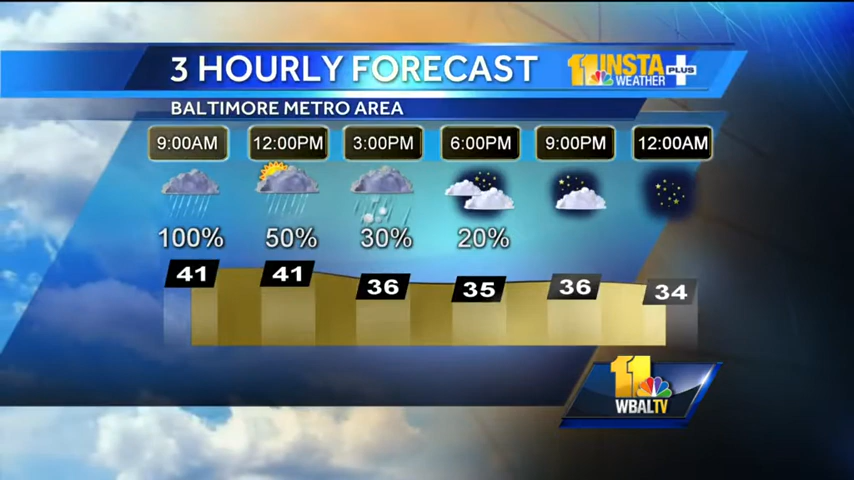 3 HOURLY FORECAST
11 INSTA PLUS
WEATHER
BALTIMORE METRO AREA
9:00AM 12:00PM 3:00PM 6:00PM 9:00PM 12:00AM
100% 50% 30% 20%
41 41 36 35 36 34
11
WBALTV